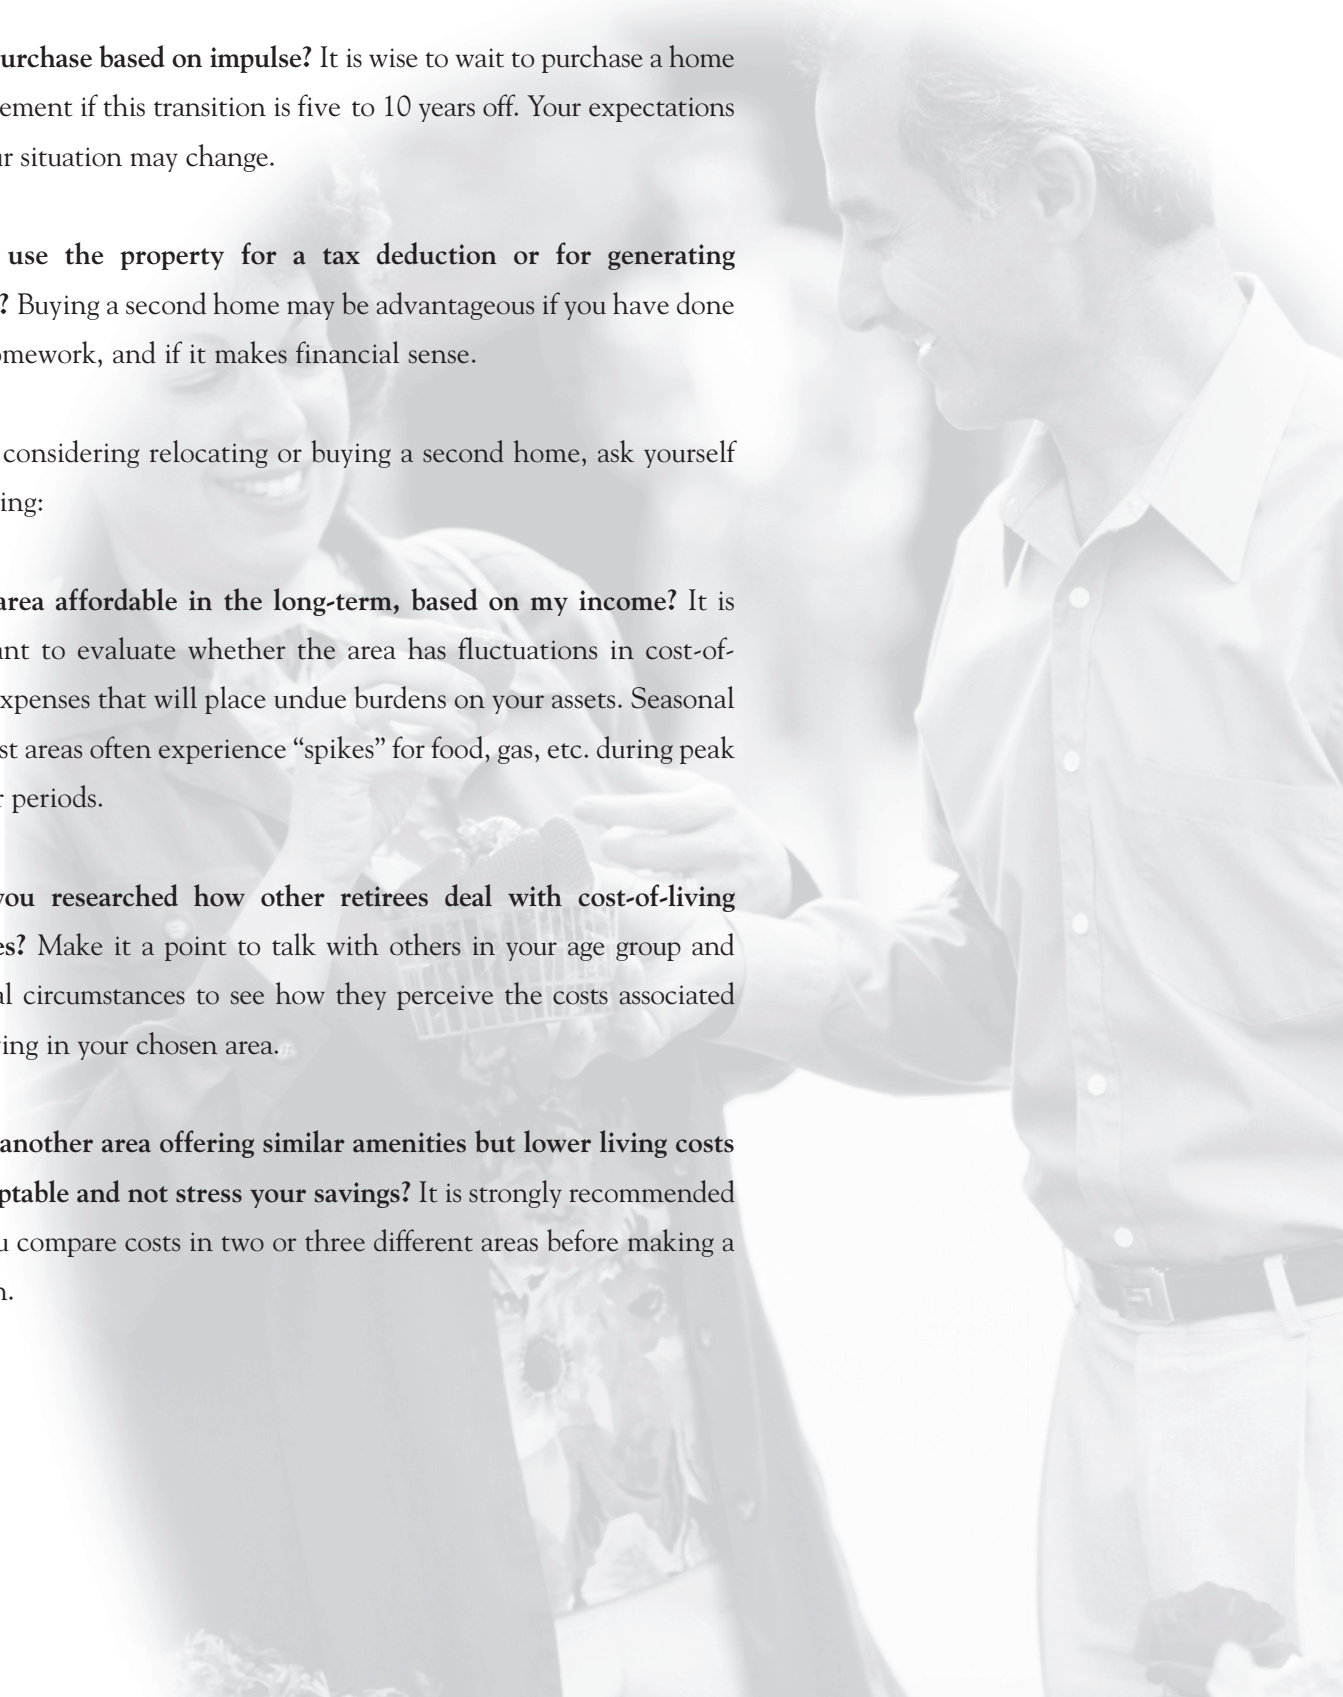 urchase based on impulse? It is wise to wait to purchase a home
ement if this transition is five to 10 years off. Your expectations
r situation may change.
use the property for a tax deduction or for generating
? Buying a second home may be advantageous if you have done
mework, and if it makes financial sense.
considering relocating or buying a second home, ask yourself
ing:
area affordable in the long-term, based on my income? It is
nt to evaluate whether the area has fluctuations in cost-of-
xpenses that will place undue burdens on your assets. Seasonal
st areas often experience “spikes” for food, gas, etc. during peak
r periods.
you researched how other retirees deal with cost-of-living
es? Make it a point to talk with others in your age group and
al circumstances to see how they perceive the costs associated
ing in your chosen area.
another area offering similar amenities but lower living costs
ptable and not stress your savings? It is strongly recommended
u compare costs in two or three different areas before making a
n.